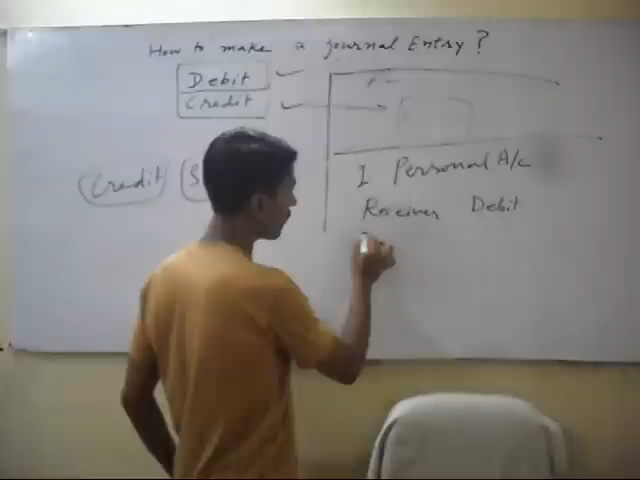 How to make a journal Entry?
Debit
Credit
Credit
I Personal A/c
Receiver Debit